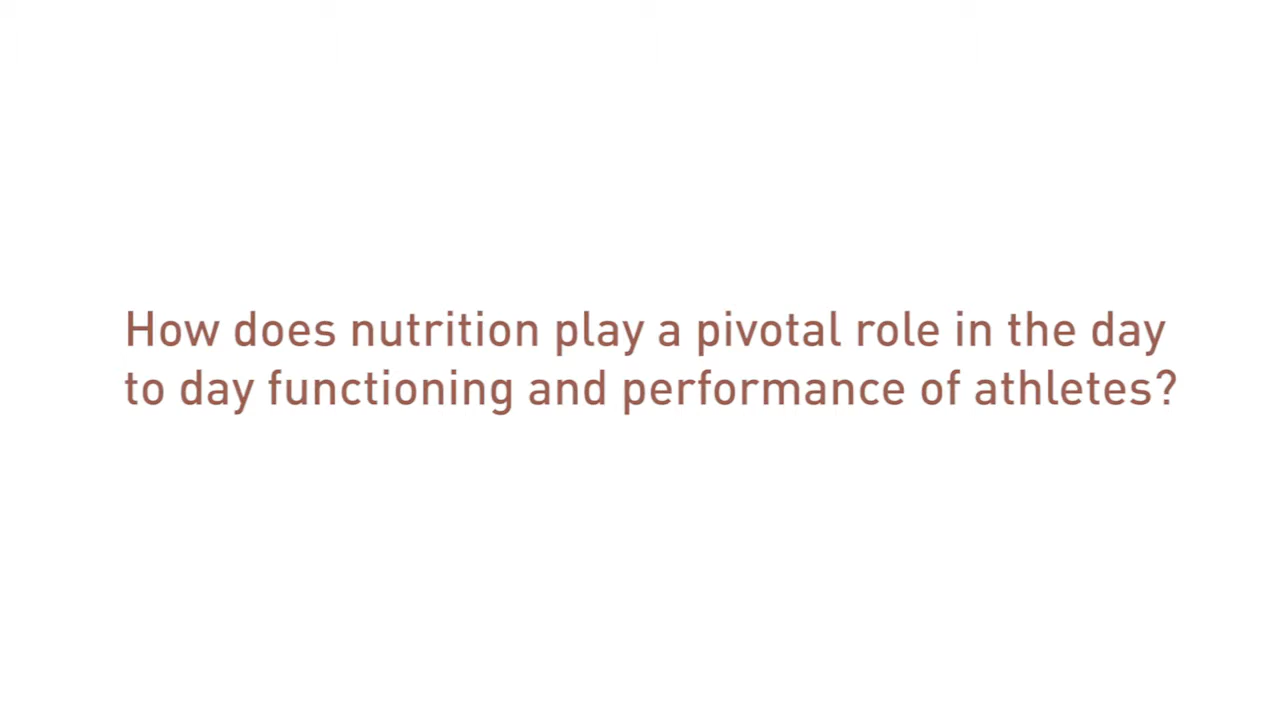 How does nutrition play a pivotal role in the day
to day functioning and performance of athletes?